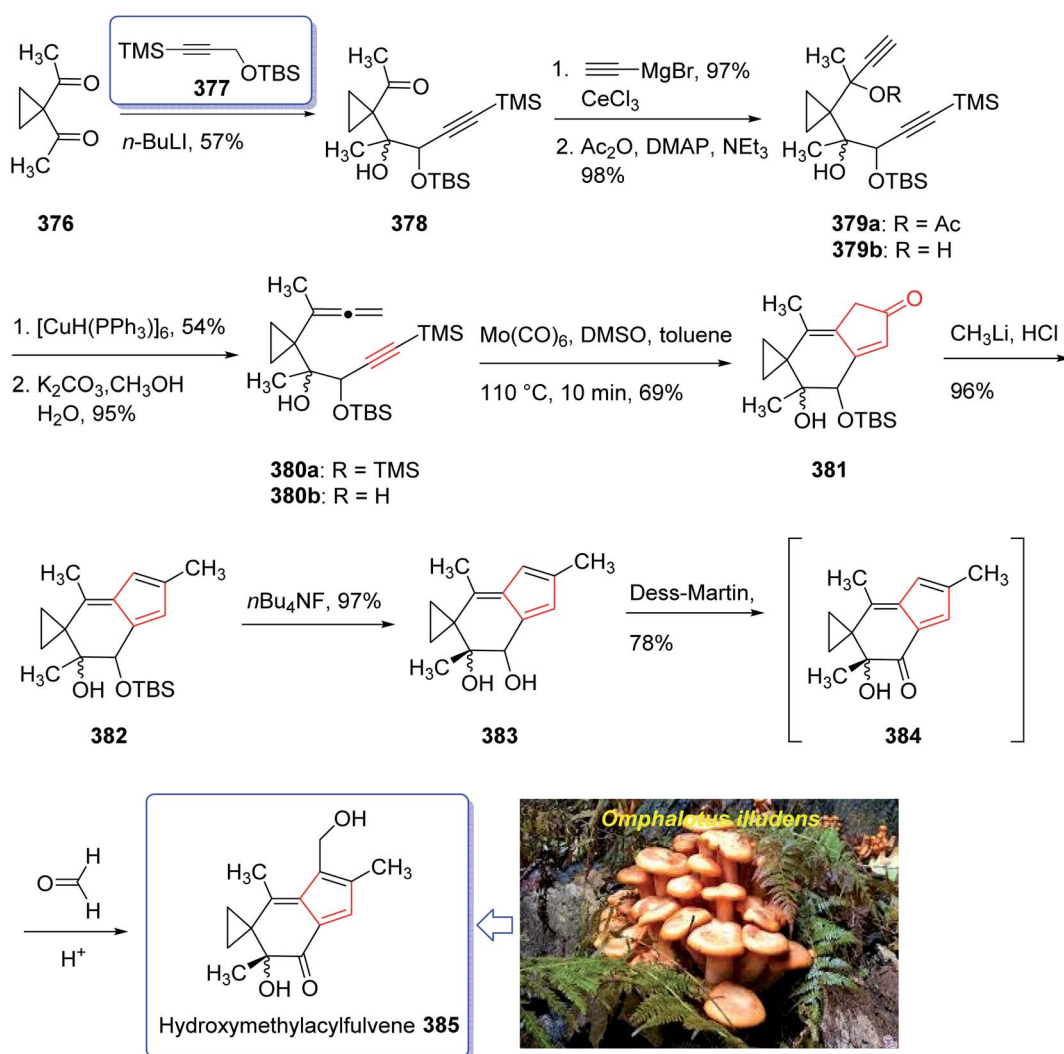 H3C
O
O
H3C
376
TMS
OTBS
377
n-BuLI, 57%
CH3
O
TMS
H3C
HO
OTBS
378
1. MgBr, 97%
CeCl3
2. Ac2O, DMAP, NEt3
98%
H3C
OR
TMS
H3C
HO
OTBS
379a: R = Ac
379b: R = H
1. [CuH(PPh3)]6, 54%
2. K2CO3,CH3OH
H2O, 95%
H3C
TMS
H3C
HO
OTBS
380a: R = TMS
380b: R = H
Mo(CO)6, DMSO, toluene
110 °C, 10 min, 69%
H3C
O
H3C
OH
OTBS
381
CH3Li, HCl
96%
H3C
CH3
H3C
OH
OTBS
382
nBu4NF, 97%
H3C
CH3
H3C
OH
OH
383
Dess-Martin,
78%
H3C
CH3
H3C
OH
O
384
O
H
H
H+
OH
H3C
CH3
H3C
OH
O
Hydroxymethylacylfulvene 385
Omphalotus illudens